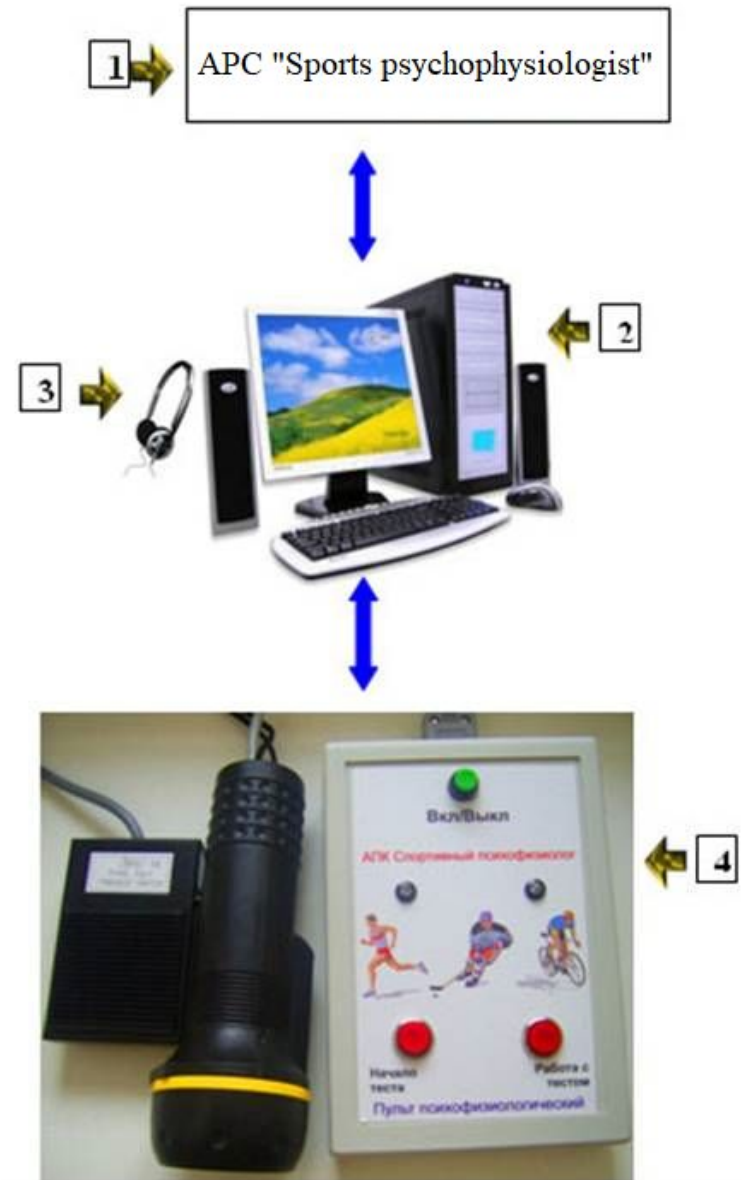 1
APC "Sports psychophysiologist"
2
3
4
Вкл/Выкл
АПК Спортивный психофизиолог
Начало
теста
Работа с
тестом
Пульт психофизиологический